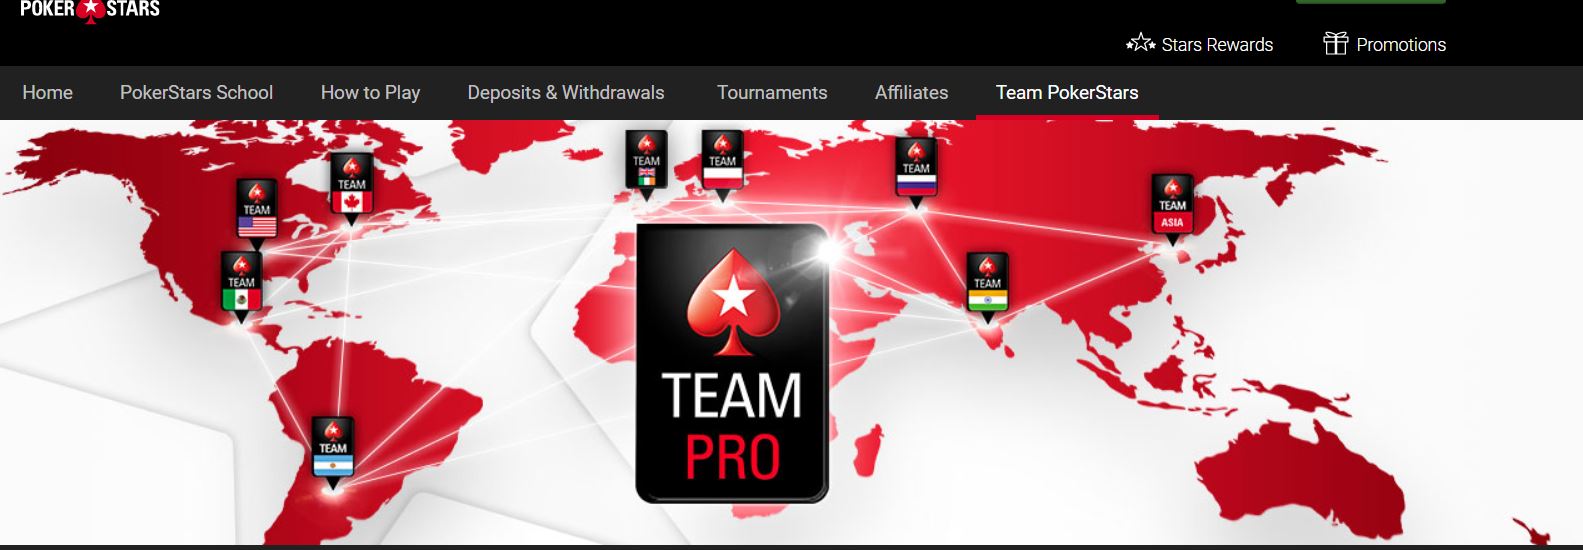 POKER STARS
Stars Rewards
Promotions
Home
PokerStars School
How to Play
Deposits & Withdrawals
Tournaments
Affiliates
Team PokerStars
TEAM
TEAM
TEAM
TEAM
TEAM
TEAM
TEAM
ASIA
TEAM
TEAM
TEAM
PRO